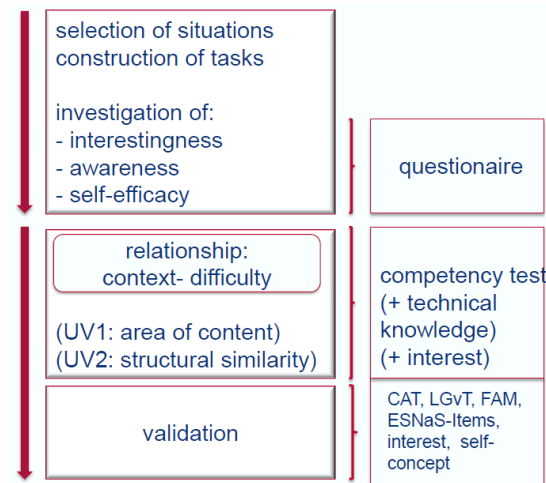 selection of situations
construction of tasks
investigation of:
- interestingness
- awareness
- self-efficacy
questionaire
relationship:
context- difficulty
(UV1: area of content)
(UV2: structural similarity)
competency test
(+ technical
knowledge)
(+ interest)
validation
CAT, LGvT, FAM,
ESNaS-Items,
interest, self-
concept